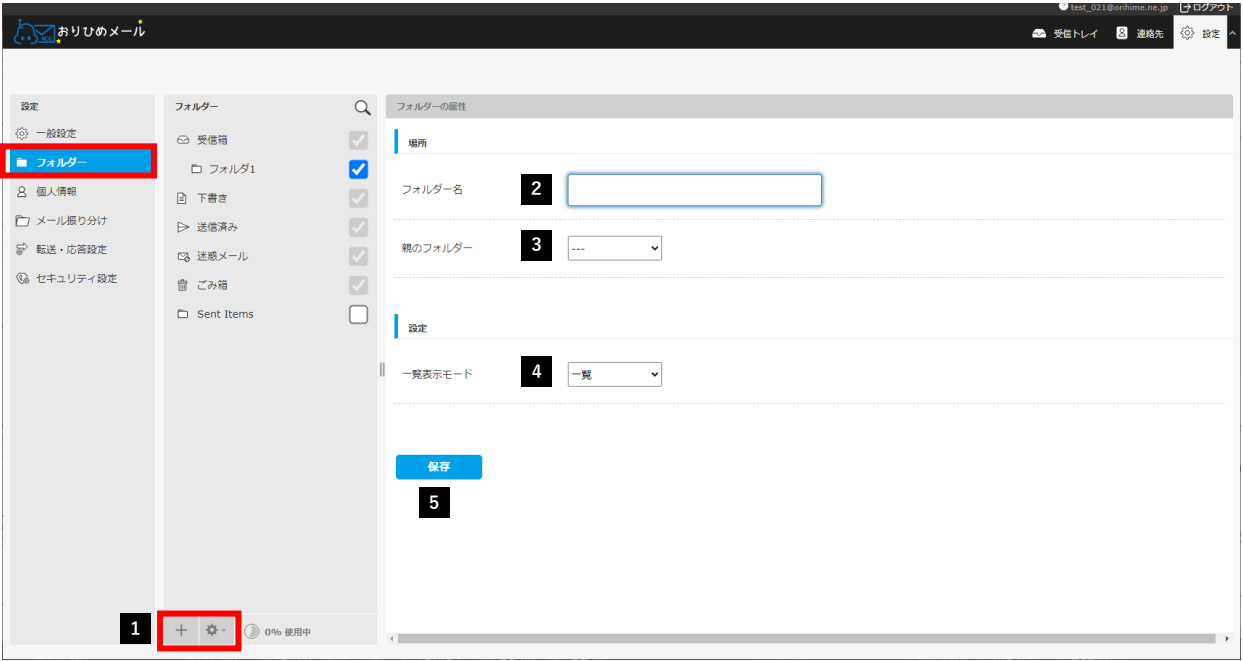 test_021@orihime.ne.jp ログアウト
おりひめメール
受信トレイ 連絡先 設定
設定
一般設定
フォルダー
個人情報
メール振り分け
転送・応答設定
セキュリティ設定
フォルダー
受信箱
フォルダ1
下書き
送信済み
迷惑メール
ごみ箱
Sent Items
1
0% 使用中
フォルダーの属性
場所
フォルダー名 2
親のフォルダー 3 ---
設定
一覧表示モード 4 一覧
保存
5